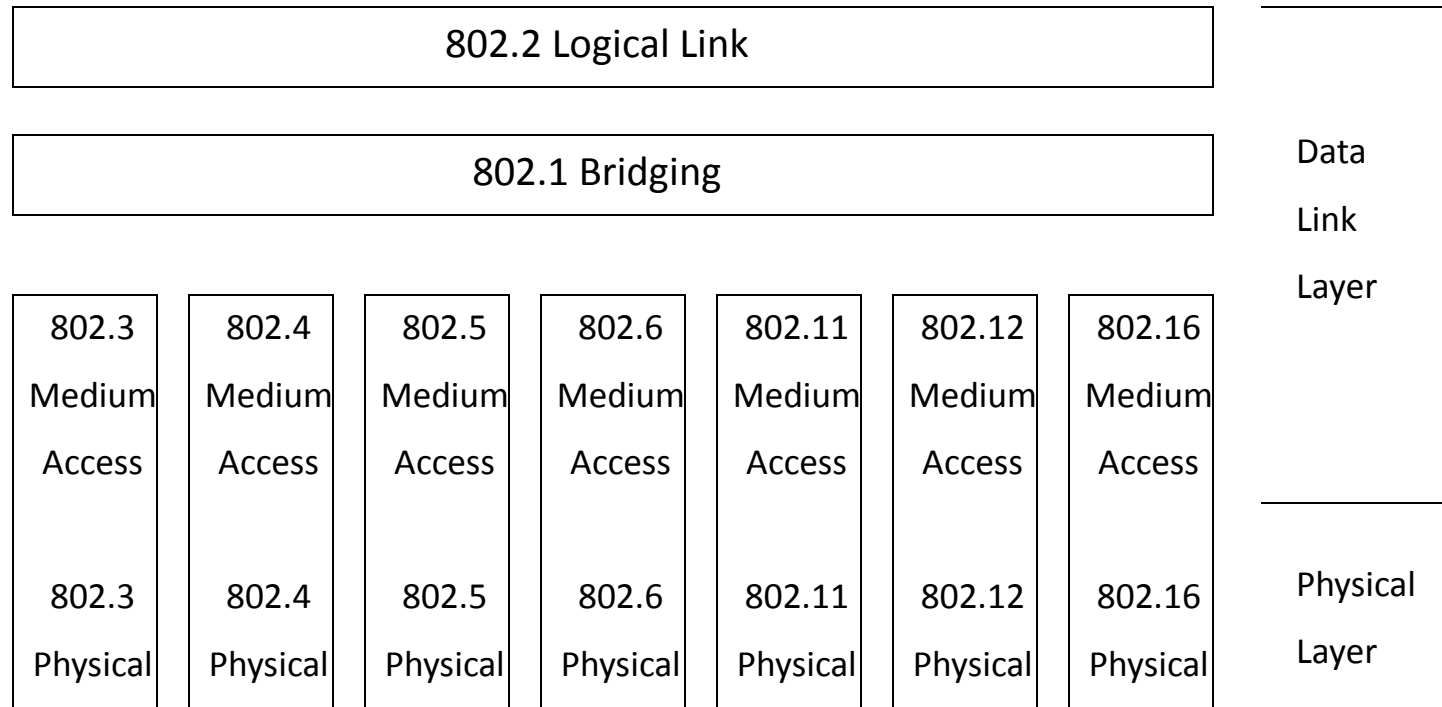 802.2 Logical Link
802.1 Bridging
Data
Link
Layer
802.3 802.4 802.5 802.6 802.11 802.12 802.16
Medium Medium Medium Medium Medium Medium Medium
Access Access Access Access Access Access Access
802.3 802.4 802.5 802.6 802.11 802.12 802.16
Physical Physical Physical Physical Physical Physical Physical
Physical
Layer